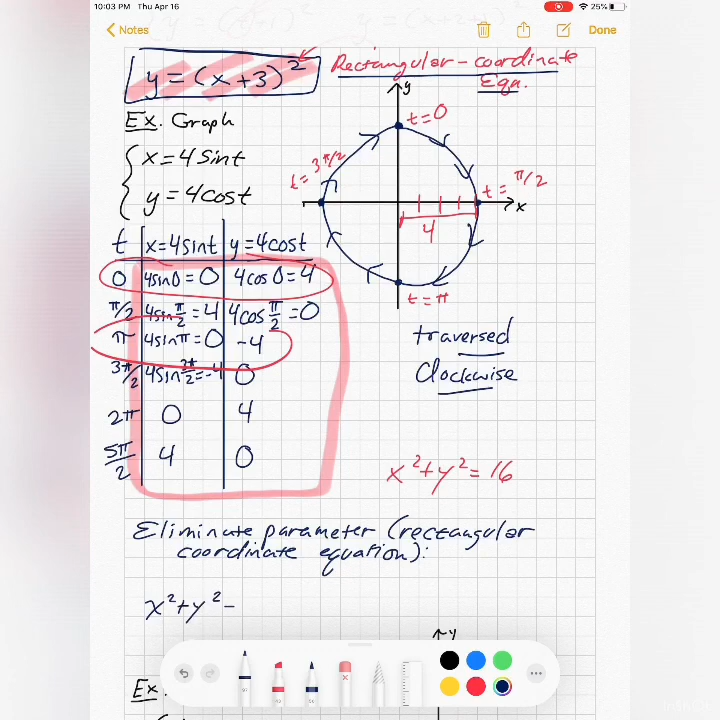 10:03 PM Thu Apr 16
25%
Notes
Done
y = (x+3)²
Rectangular-coordinate
Eqn.
Ex. Graph
x = 4 sin t
y = 4 cos t
y
t = 0
t = 3π/2
t = π/2
x
4
t = π
t x = 4 sin t y = 4 cos t
0 4 sin 0 = 0 4 cos 0 = 4
π/2 4 sin π/2 = 4 4 cos π/2 = 0
π 4 sin π = 0 -4
3π/2 4 sin 3π/2 = -4 0
2π 0 4
5π/2 4 0
traversed
Clockwise
x² + y² = 16
Eliminate parameter (rectangular
coordinate equation):
x² + y² -
y
Ex.